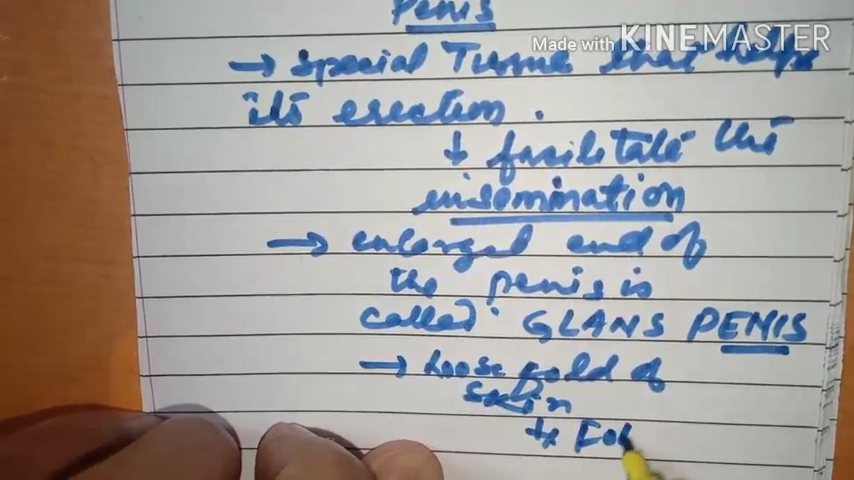 Penis
Made with KINEMASTER
→ special Tissue that helps
its erection.
↓ facilitate the
insemination
→ enlarged end of
the penis is
called GLANS PENIS
→ Loose fold of
skin
↓ Fo